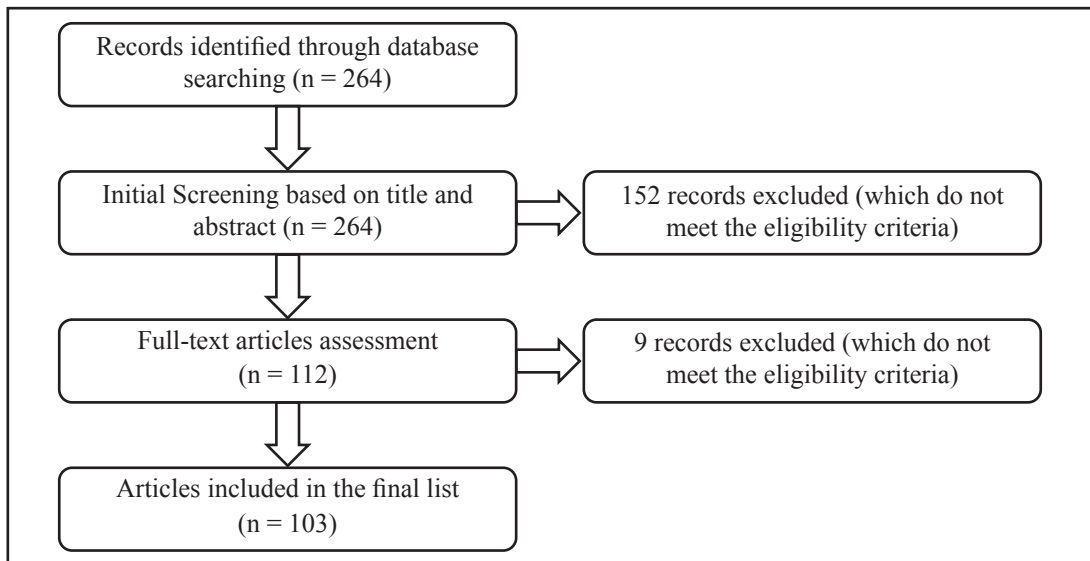 Records identified through database
searching (n = 264)
Initial Screening based on title and
abstract (n = 264)
152 records excluded (which do not
meet the eligibility criteria)
Full-text articles assessment
(n = 112)
9 records excluded (which do not
meet the eligibility criteria)
Articles included in the final list
(n = 103)